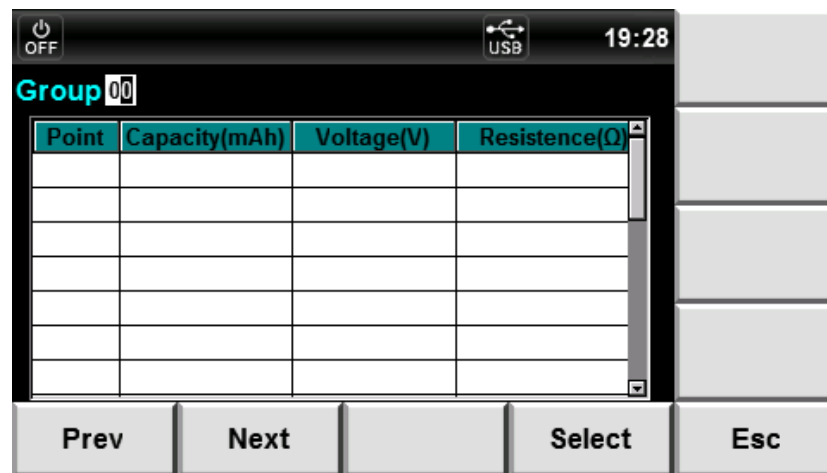 OFF USB 19:28
Group 00
Point Capacity(mAh) Voltage(V) Resistence(Ω)
Prev Next Select Esc